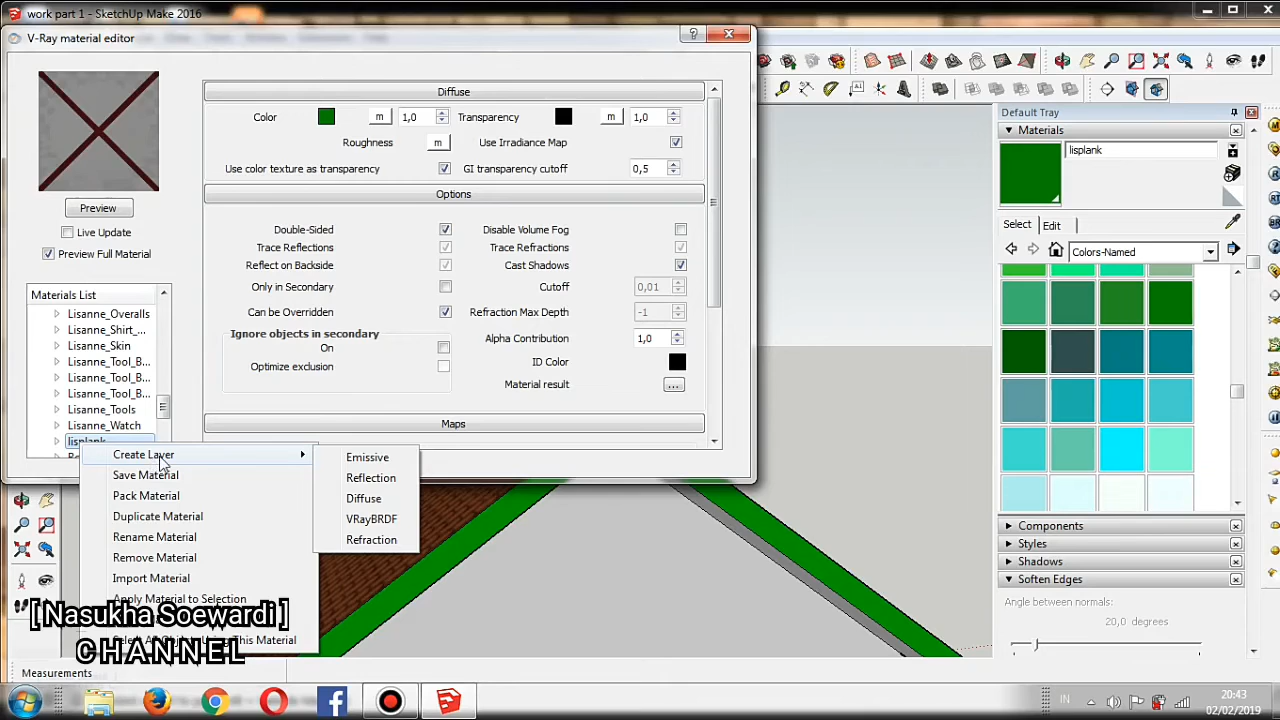 work part 1 - SketchUp Make 2016
V-Ray material editor
Diffuse
Color m 1,0 Transparency m 1,0
Roughness m Use Irradiance Map
Use color texture as transparency GI transparency cutoff 0,5
Options
Double-Sided Disable Volume Fog
Trace Reflections Trace Refractions
Reflect on Backside Cast Shadows
Only in Secondary Cutoff 0,01
Can be Overridden Refraction Max Depth -1
Ignore objects in secondary
On Alpha Contribution 1,0
Optimize exclusion ID Color
Material result ...
Maps
Preview
Live Update
Preview Full Material
Materials List
Lisanne_Overalls
Lisanne_Shirt_...
Lisanne_Skin
Lisanne_Tool_B...
Lisanne_Tool_B...
Lisanne_Tool_B...
Lisanne_Tools
Lisanne_Watch
lisplank
Create Layer
Save Material
Pack Material
Duplicate Material
Rename Material
Remove Material
Import Material
Apply Material to Selection
Using This Material
Emissive
Reflection
Diffuse
VRayBRDF
Refraction
[ Nasukha Soewardi ]
CHANNEL
Default Tray
Materials
lisplank
Select Edit
Colors-Named
Components
Styles
Shadows
Soften Edges
Angle between normals:
20,0 degrees
Measurements
IN
20:43
02/02/2019